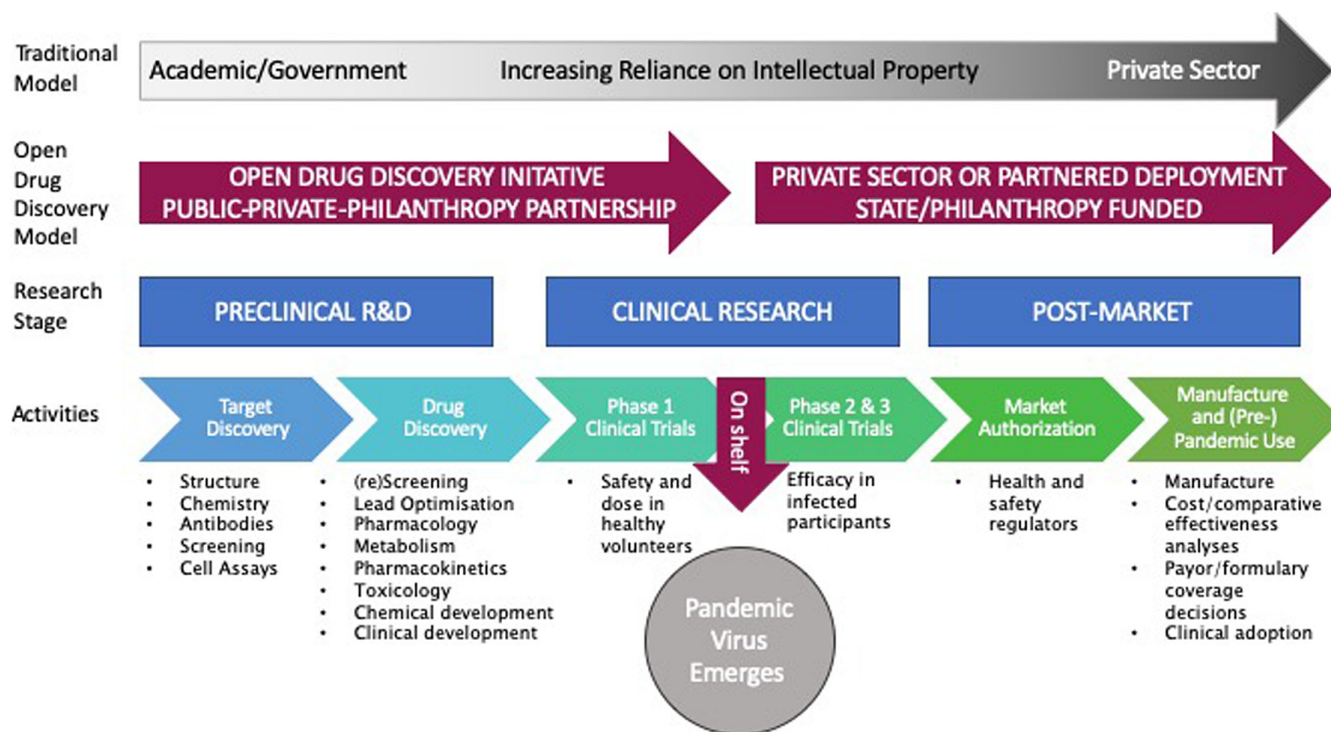 Traditional
Model
Academic/Government
Increasing Reliance on Intellectual Property
Private Sector
Open
Drug
Discovery
Model
OPEN DRUG DISCOVERY INITATIVE
PUBLIC-PRIVATE-PHILANTHROPY PARTNERSHIP
PRIVATE SECTOR OR PARTNERED DEPLOYMENT
STATE/PHILANTHROPY FUNDED
Research
Stage
PRECLINICAL R&D
CLINICAL RESEARCH
POST-MARKET
Activities
Target
Discovery
Drug
Discovery
Phase 1
Clinical Trials
On shelf
Phase 2 & 3
Clinical Trials
Market
Authorization
Manufacture
and (Pre-)
Pandemic Use
• Structure
• Chemistry
• Antibodies
• Screening
• Cell Assays
• (re)Screening
• Lead Optimisation
• Pharmacology
• Metabolism
• Pharmacokinetics
• Toxicology
• Chemical development
• Clinical development
• Safety and
dose in
healthy
volunteers
• Efficacy in
infected
participants
• Health and
safety
regulators
• Manufacture
• Cost/comparative
effectiveness
analyses
• Payor/formulary
coverage
decisions
• Clinical adoption
Pandemic
Virus
Emerges